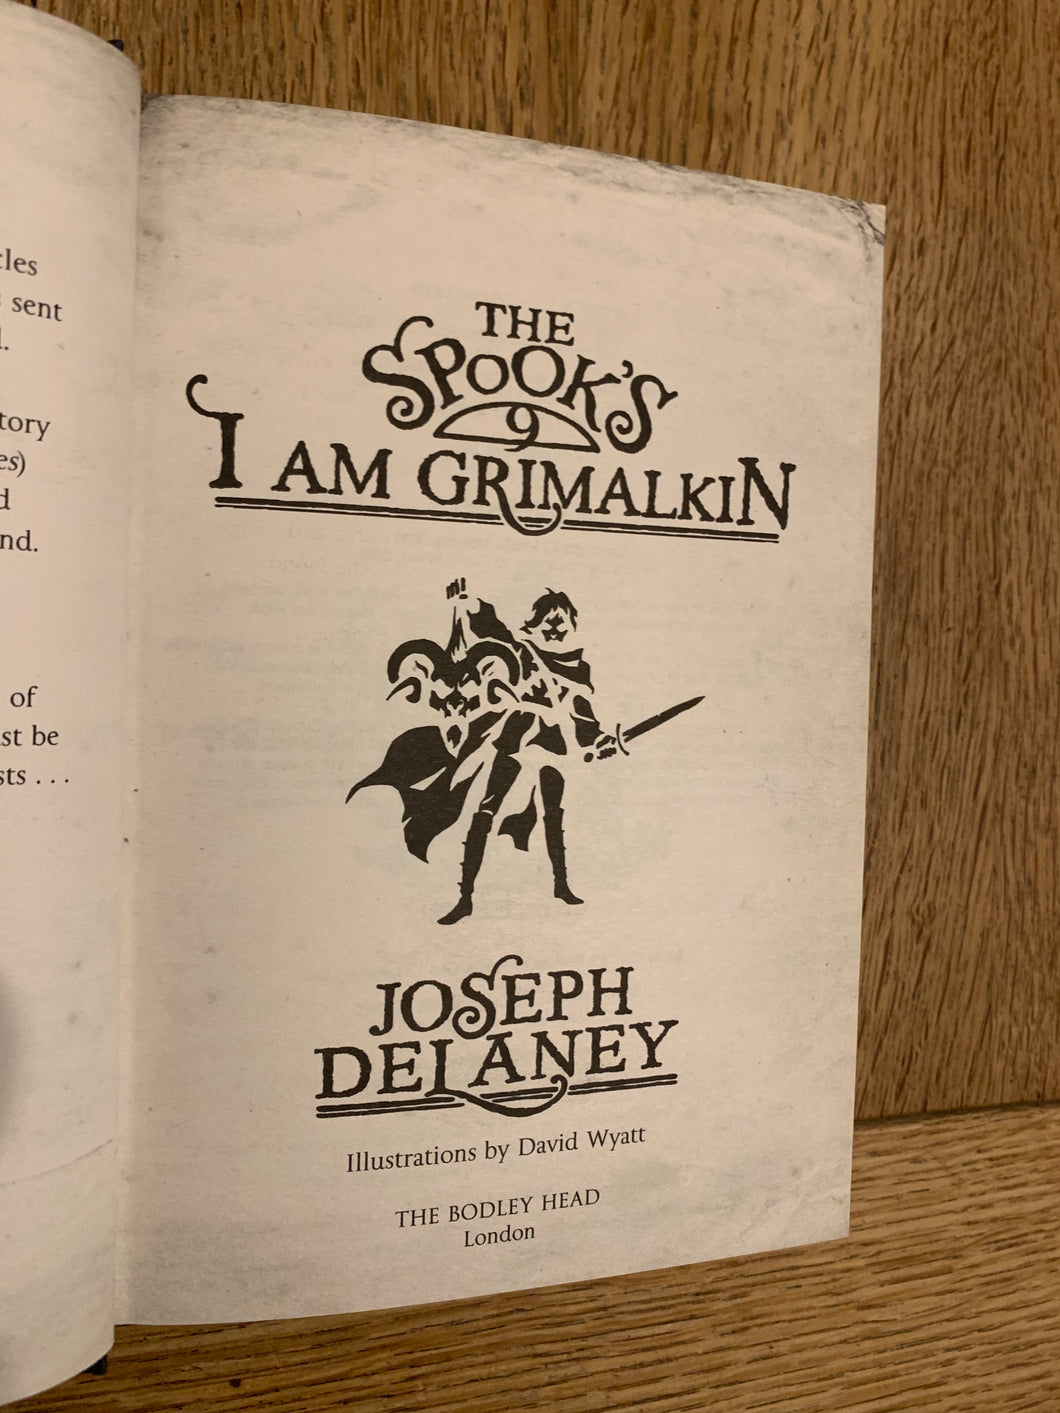 cles
sent
tory
es)
d
nd.
of
st be
sts . . .
THE
SPOOK'S
9
I AM GRIMALKIN
JOSEPH
DELANEY
Illustrations by David Wyatt
THE BODLEY HEAD
London